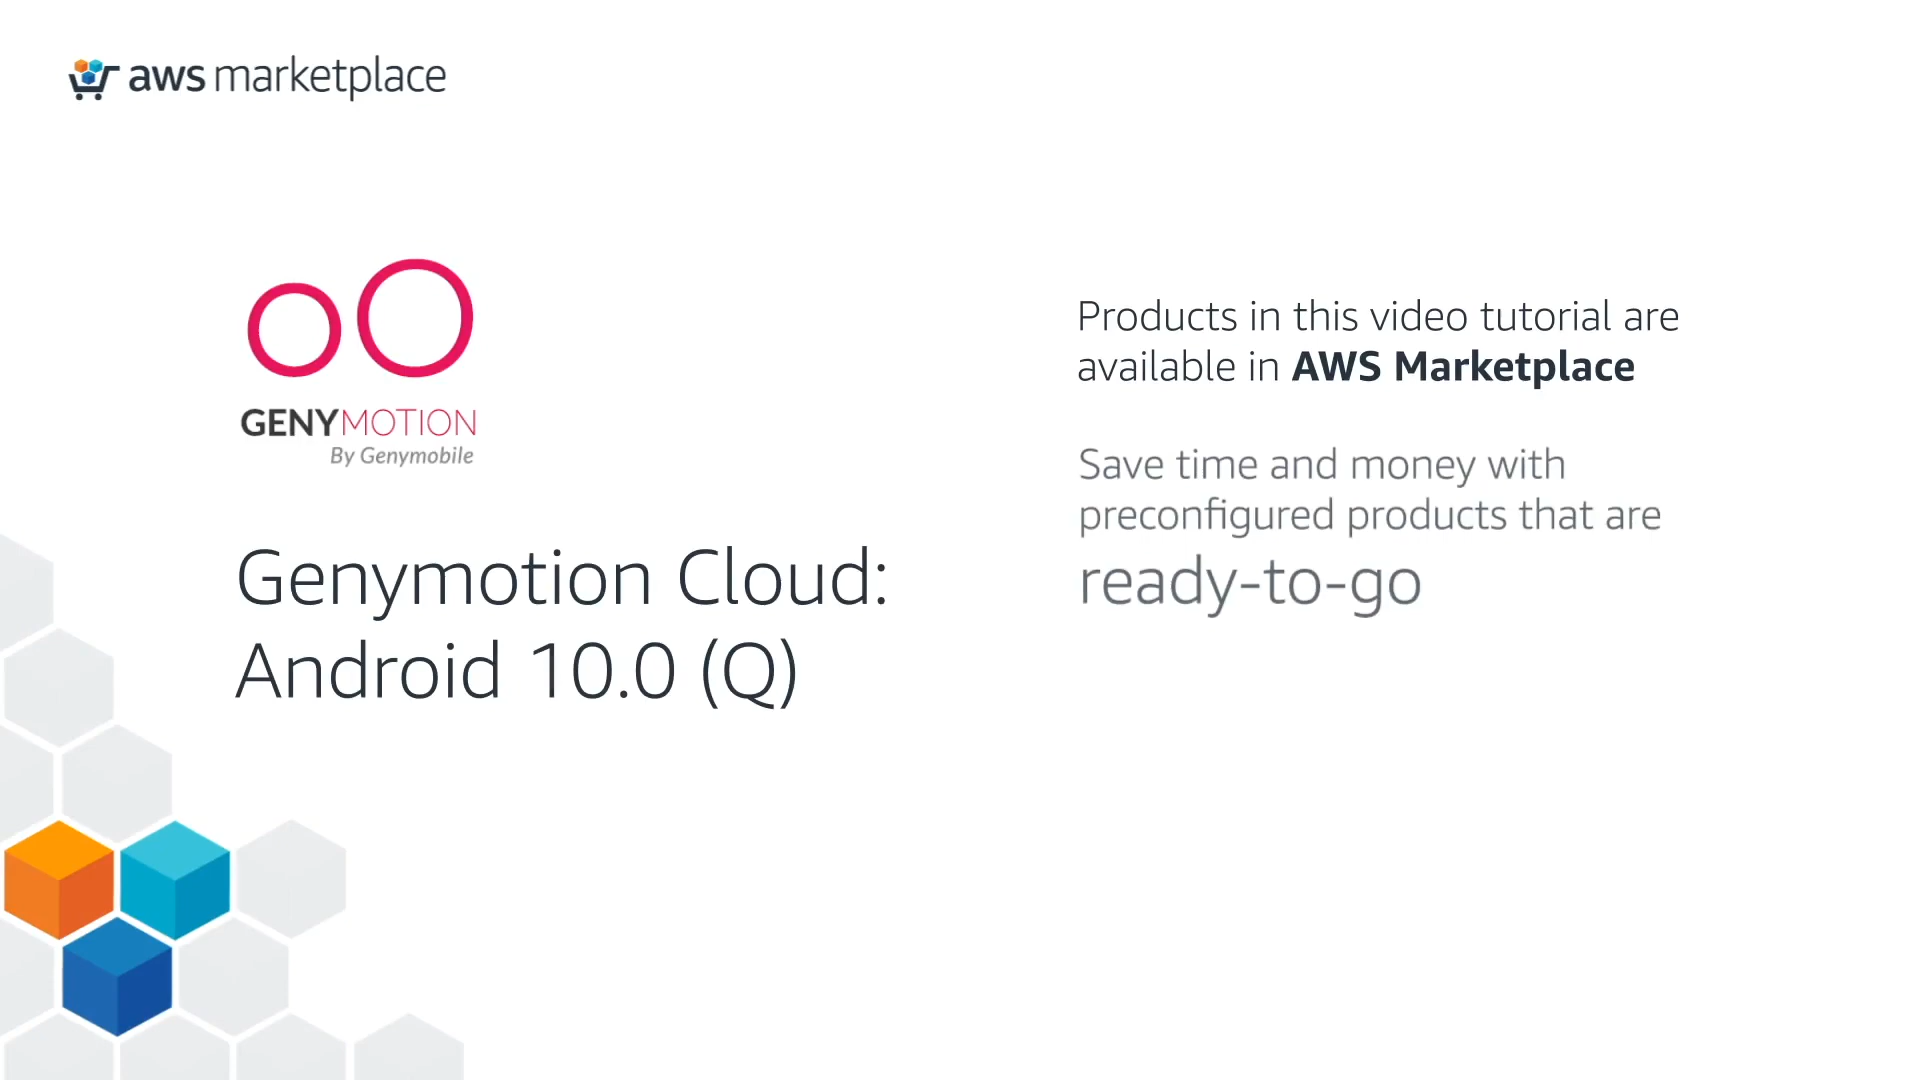 aws marketplace
GENYMOTION
By Genymobile
Genymotion Cloud:
Android 10.0 (Q)
Products in this video tutorial are
available in AWS Marketplace
Save time and money with
preconfigured products that are
ready-to-go